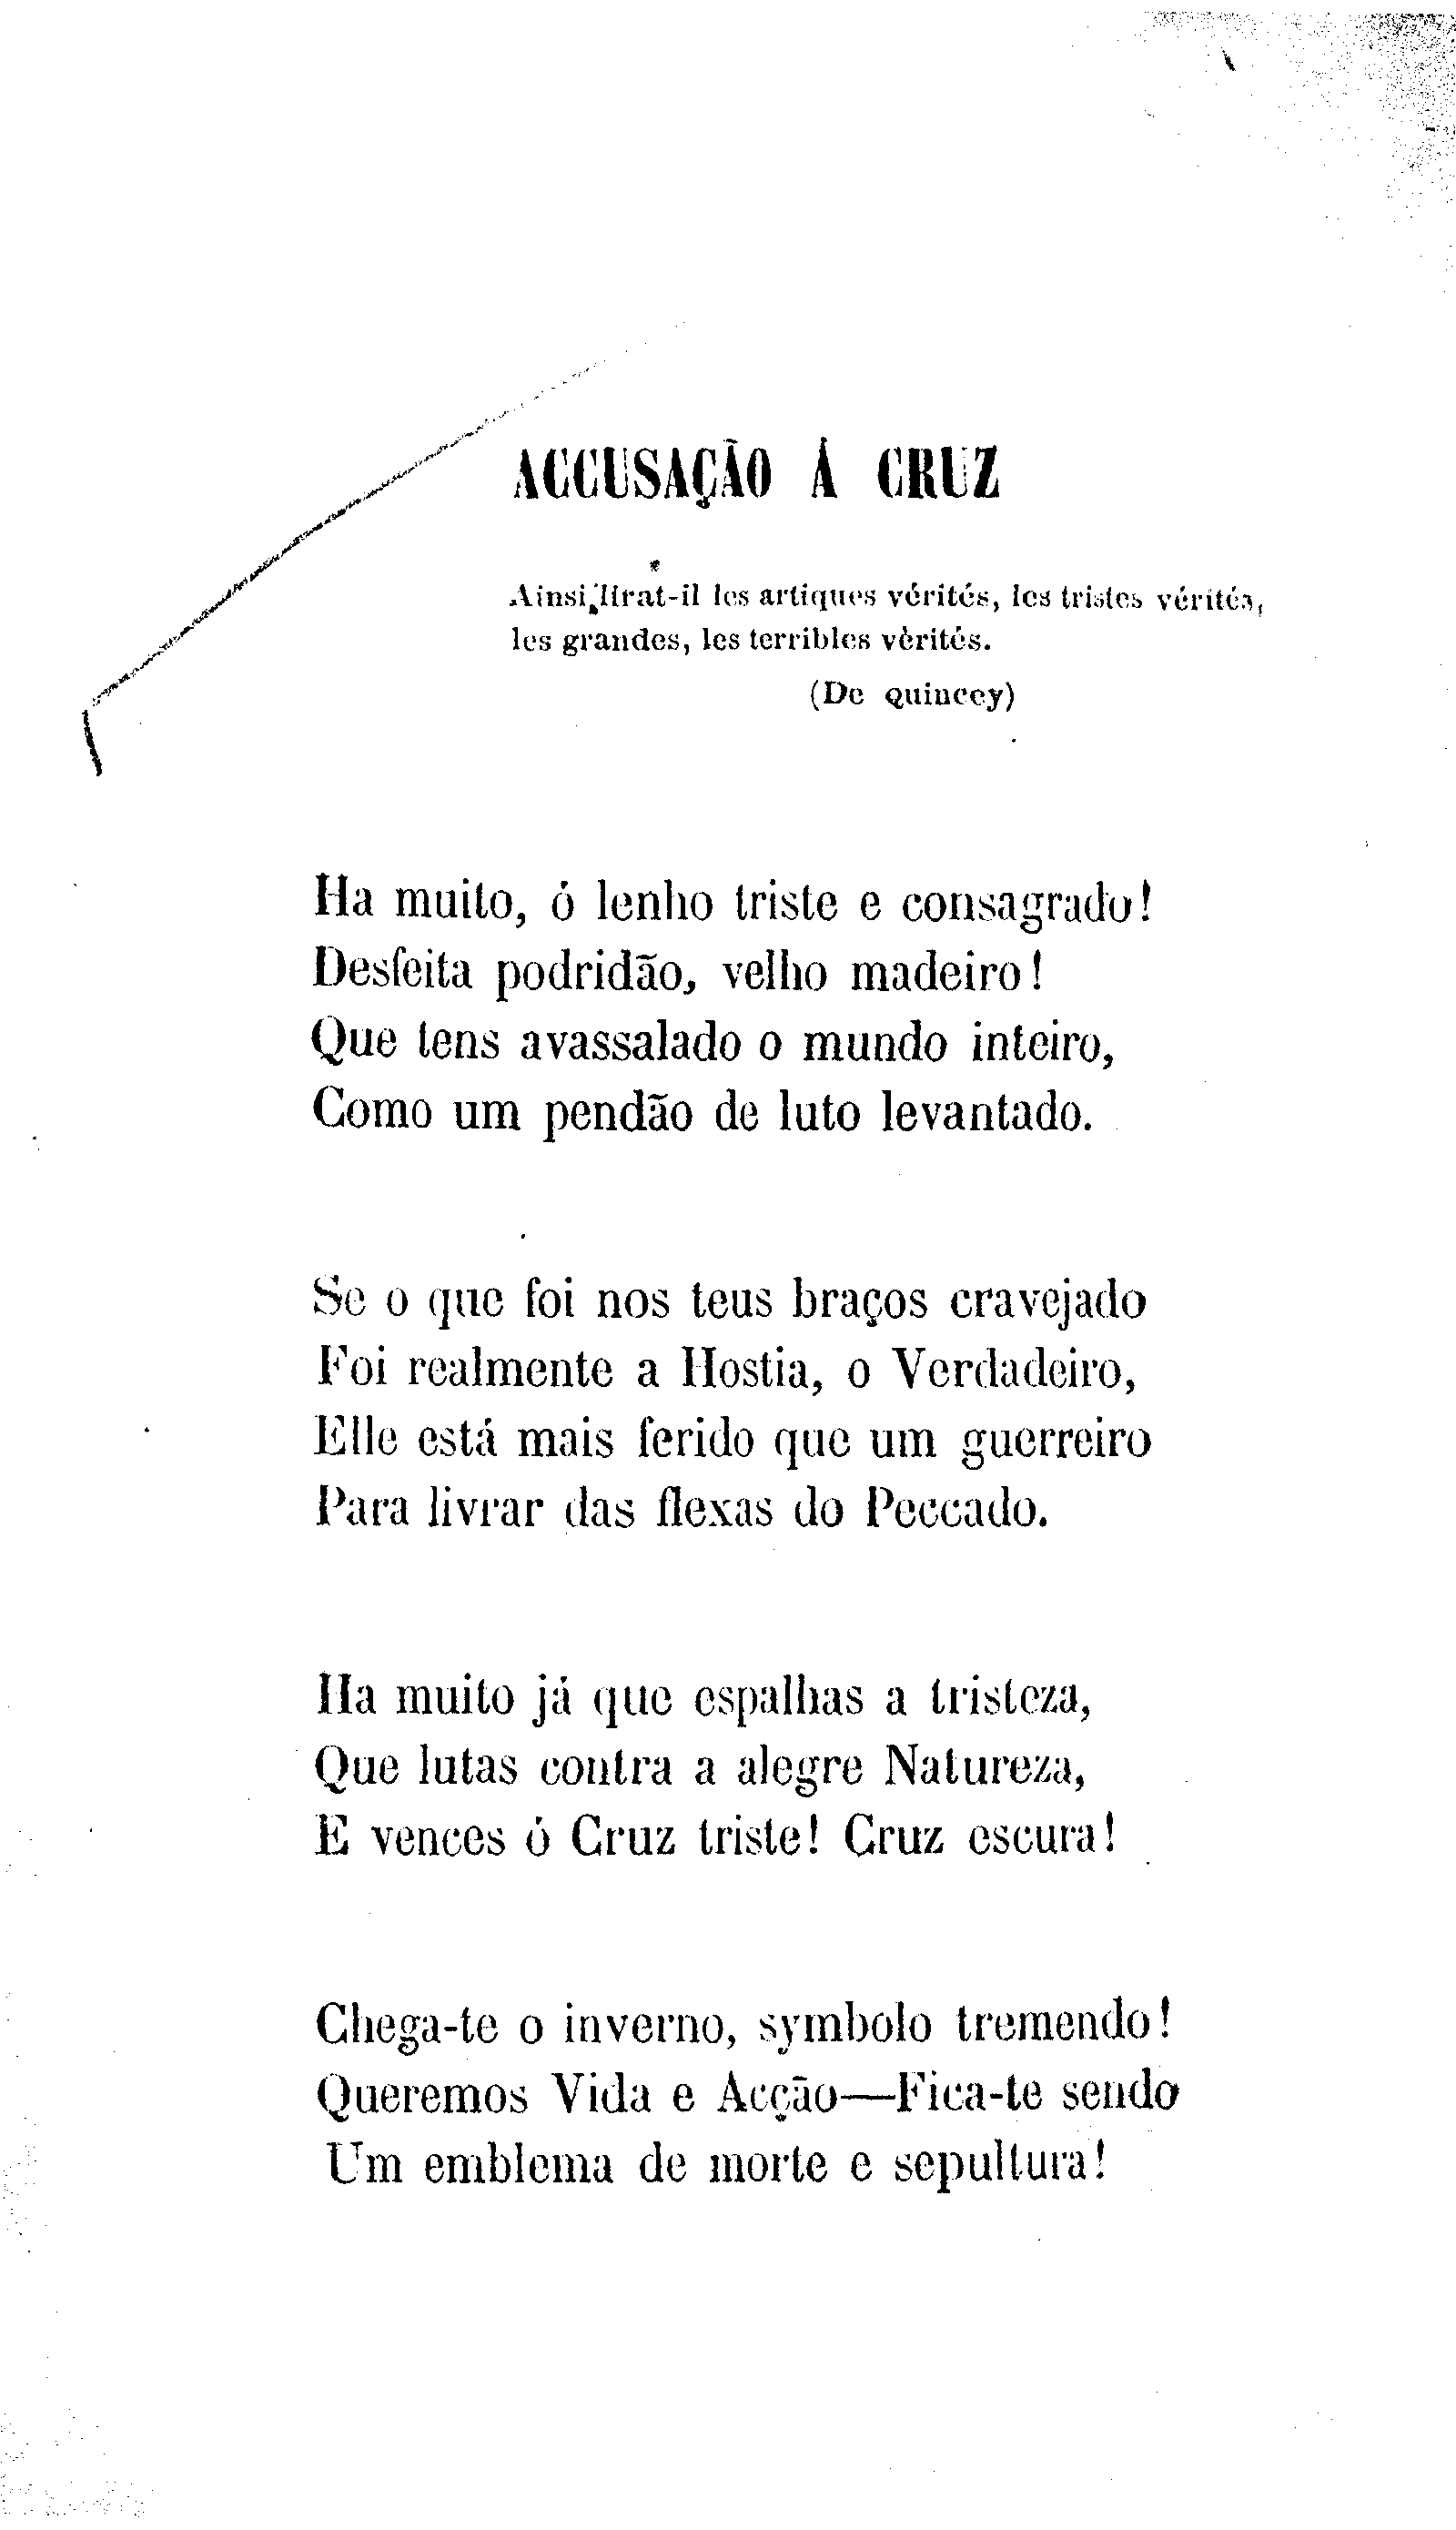 ACCUSAÇÃO Á CRUZ
Ainsi lirat-il les artiques vérités, les tristes vérités,
les grandes, les terribles vèrités.
(De Quincey)
Ha muito, ó lenho triste e consagrado!
Desfeita podridão, velho madeiro!
Que tens avassalado o mundo inteiro,
Como um pendão de luto levantado.
Se o que foi nos teus braços cravejado
Foi realmente a Hostia, o Verdadeiro,
Elle está mais ferido que um guerreiro
Para livrar das flexas do Peccado.
Ha muito já que espalhas a tristeza,
Que lutas contra a alegre Natureza,
E vences ó Cruz triste! Cruz escura!
Chega-te o inverno, symbolo tremendo!
Queremos Vida e Acção—Fica-te sendo
Um emblema de morte e sepultura!